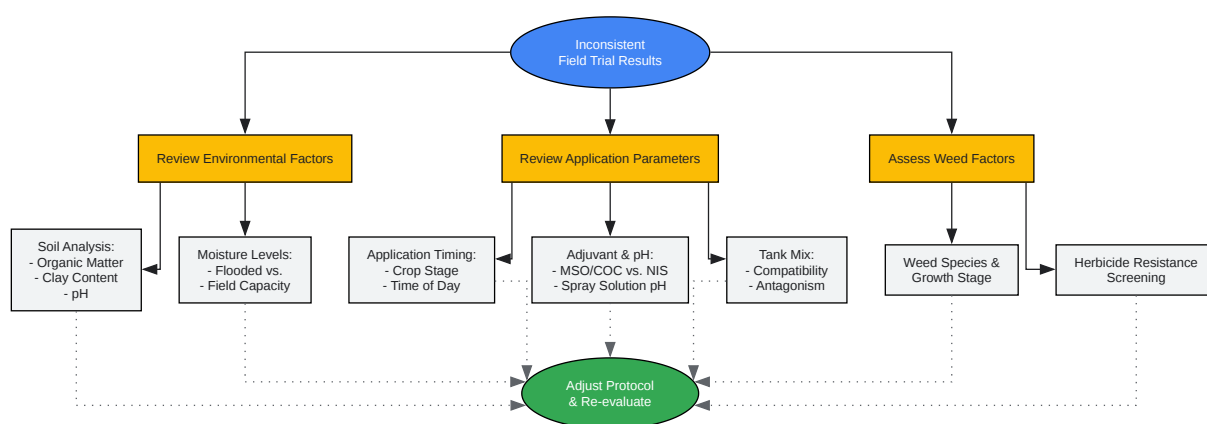 Inconsistent
Field Trial Results
Review Environmental Factors
Review Application Parameters
Assess Weed Factors
Soil Analysis:
- Organic Matter
- Clay Content
- pH
Moisture Levels:
- Flooded vs.
- Field Capacity
Application Timing:
- Crop Stage
- Time of Day
Adjuvant & pH:
- MSO/COC vs. NIS
- Spray Solution pH
Tank Mix:
- Compatibility
- Antagonism
Weed Species &
Growth Stage
Herbicide Resistance
Screening
Adjust Protocol
& Re-evaluate